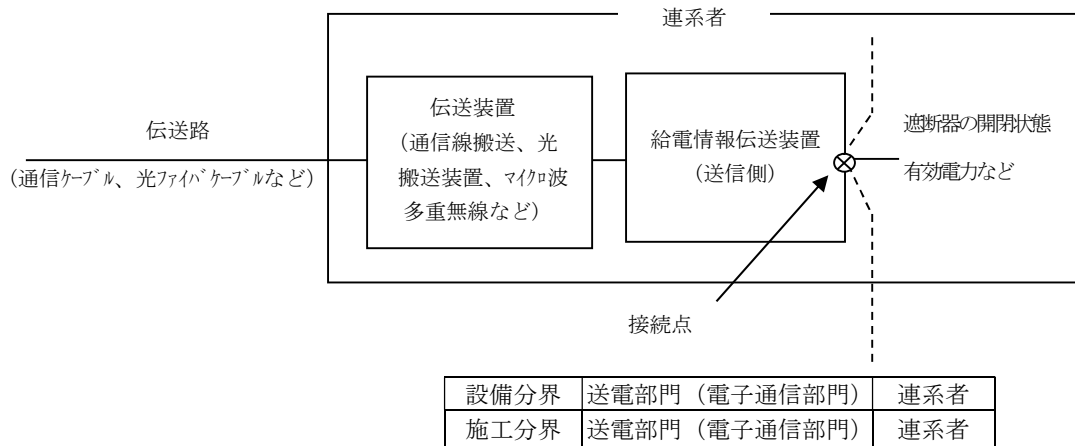 連系者
伝送路
(通信ｹｰﾌﾞﾙ、光ﾌｧｲﾊﾞｹｰﾌﾞﾙなど)
伝送装置
(通信線搬送、光
搬送装置、ﾏｲｸﾛ波
多重無線など)
給電情報伝送装置
(送信側)
遮断器の開閉状態
有効電力など
接続点
設備分界 送電部門（電子通信部門） 連系者
施工分界 送電部門（電子通信部門） 連系者